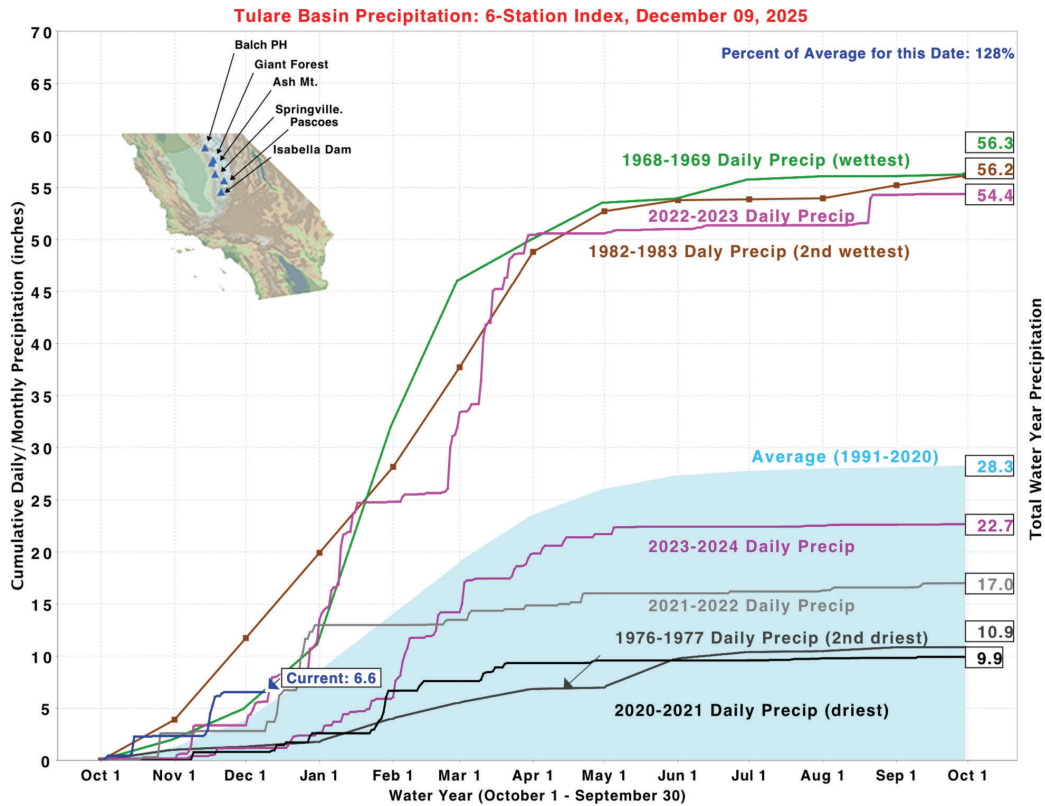 Tulare Basin Precipitation: 6-Station Index, December 09, 2025
Percent of Average for this Date: 128%
Balch PH
Giant Forest
Ash Mt.
Springville.
Pascoes
Isabella Dam
Cumulative Daily/Monthly Precipitation (inches)
70
65
60
55
50
45
40
35
30
25
20
15
10
5
0
1968-1969 Daily Precip (wettest)
2022-2023 Daily Precip
1982-1983 Daly Precip (2nd wettest)
Average (1991-2020)
2023-2024 Daily Precip
2021-2022 Daily Precip
1976-1977 Daily Precip (2nd driest)
Current: 6.6
2020-2021 Daily Precip (driest)
56.3
56.2
54.4
28.3
22.7
17.0
10.9
9.9
Total Water Year Precipitation
Oct 1 Nov 1 Dec 1 Jan 1 Feb 1 Mar 1 Apr 1 May 1 Jun 1 Jul 1 Aug 1 Sep 1 Oct 1
Water Year (October 1 - September 30)